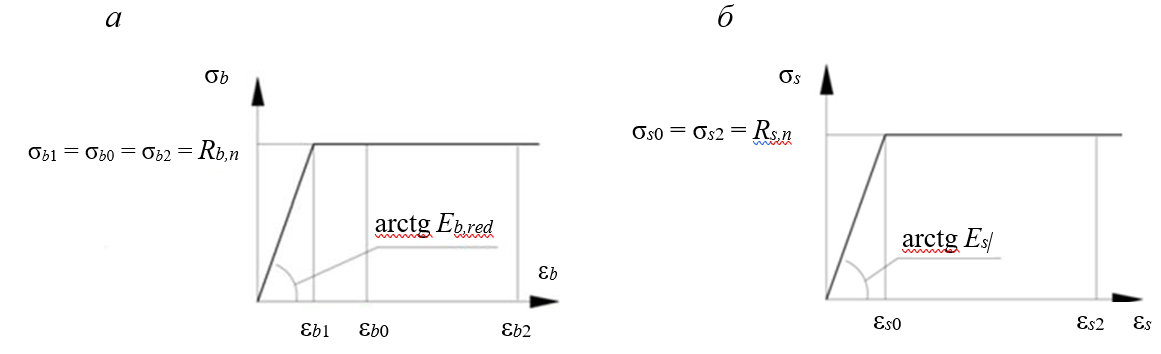 а
б
σb
σb1 = σb0 = σb2 = Rb,n
arctg Eb,red
εb
εb1 εb0 εb2
σs
σs0 = σs2 = Rs,n
arctg Es
εs0 εs2 εs